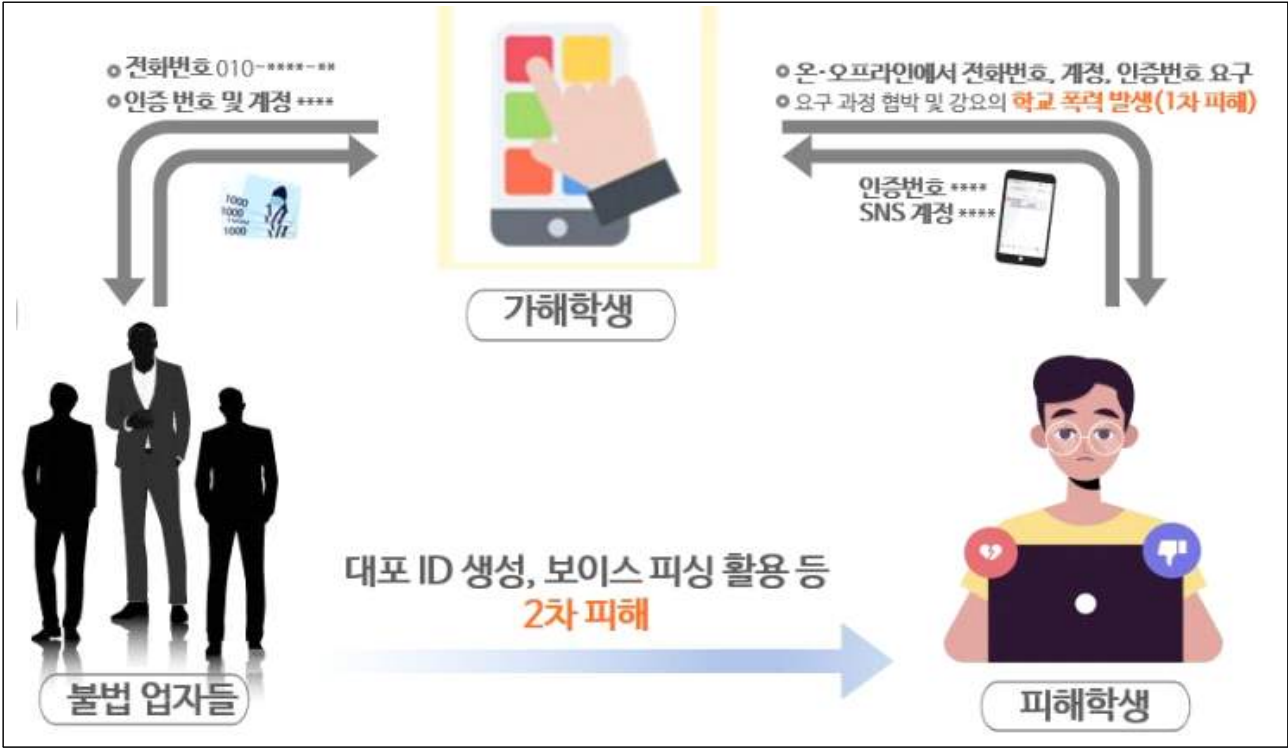 전화번호 010-****-**
인증 번호 및 계정 ****
온·오프라인에서 전화번호, 계정, 인증번호 요구
요구 과정 협박 및 강요의 학교 폭력 발생(1차 피해)
인증번호 ****
SNS 계정 ****
1000
1000
1000
가해학생
대포 ID 생성, 보이스 피싱 활용 등
2차 피해
불법 업자들
피해학생